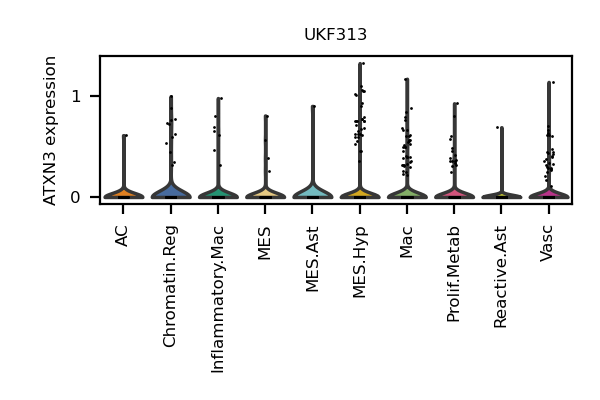 UKF313
ATXN3 expression
1
0
AC
Chromatin.Reg
Inflammatory.Mac
MES
MES.Ast
MES.Hyp
Mac
Prolif.Metab
Reactive.Ast
Vasc